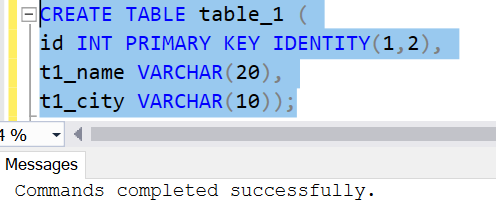 CREATE TABLE table_1 (
id INT PRIMARY KEY IDENTITY(1,2),
t1_name VARCHAR(20),
t1_city VARCHAR(10));
4 %
Messages
Commands completed successfully.